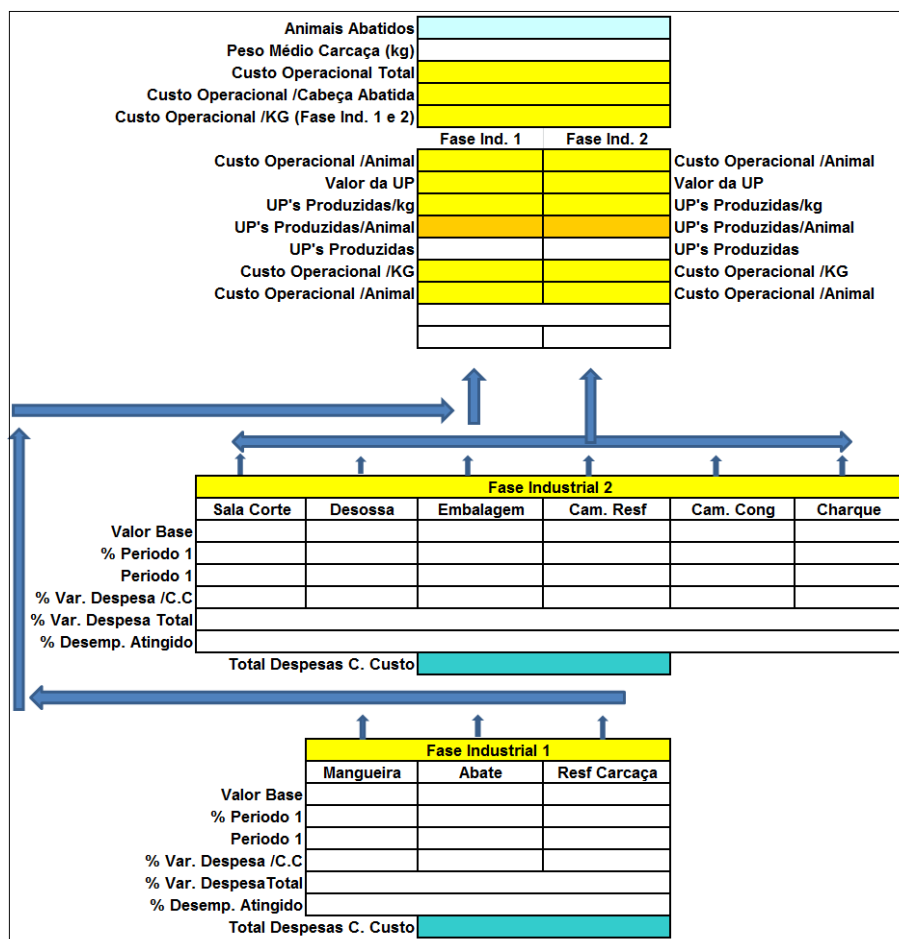 Animais Abatidos
Peso Médio Carcaça (kg)
Custo Operacional Total
Custo Operacional /Cabeça Abatida
Custo Operacional /KG (Fase Ind. 1 e 2)
Fase Ind. 1 Fase Ind. 2
Custo Operacional /Animal Custo Operacional /Animal
Valor da UP Valor da UP
UP's Produzidas/kg UP's Produzidas/kg
UP's Produzidas/Animal UP's Produzidas/Animal
UP's Produzidas UP's Produzidas
Custo Operacional /KG Custo Operacional /KG
Custo Operacional /Animal Custo Operacional /Animal
Fase Industrial 2
Sala Corte Desossa Embalagem Cam. Resf Cam. Cong Charque
Valor Base
% Periodo 1
Periodo 1
% Var. Despesa /C.C
% Var. Despesa Total
% Desemp. Atingido
Total Despesas C. Custo
Fase Industrial 1
Mangueira Abate Resf Carcaça
Valor Base
% Periodo 1
Periodo 1
% Var. Despesa /C.C
% Var. DespesaTotal
% Desemp. Atingido
Total Despesas C. Custo